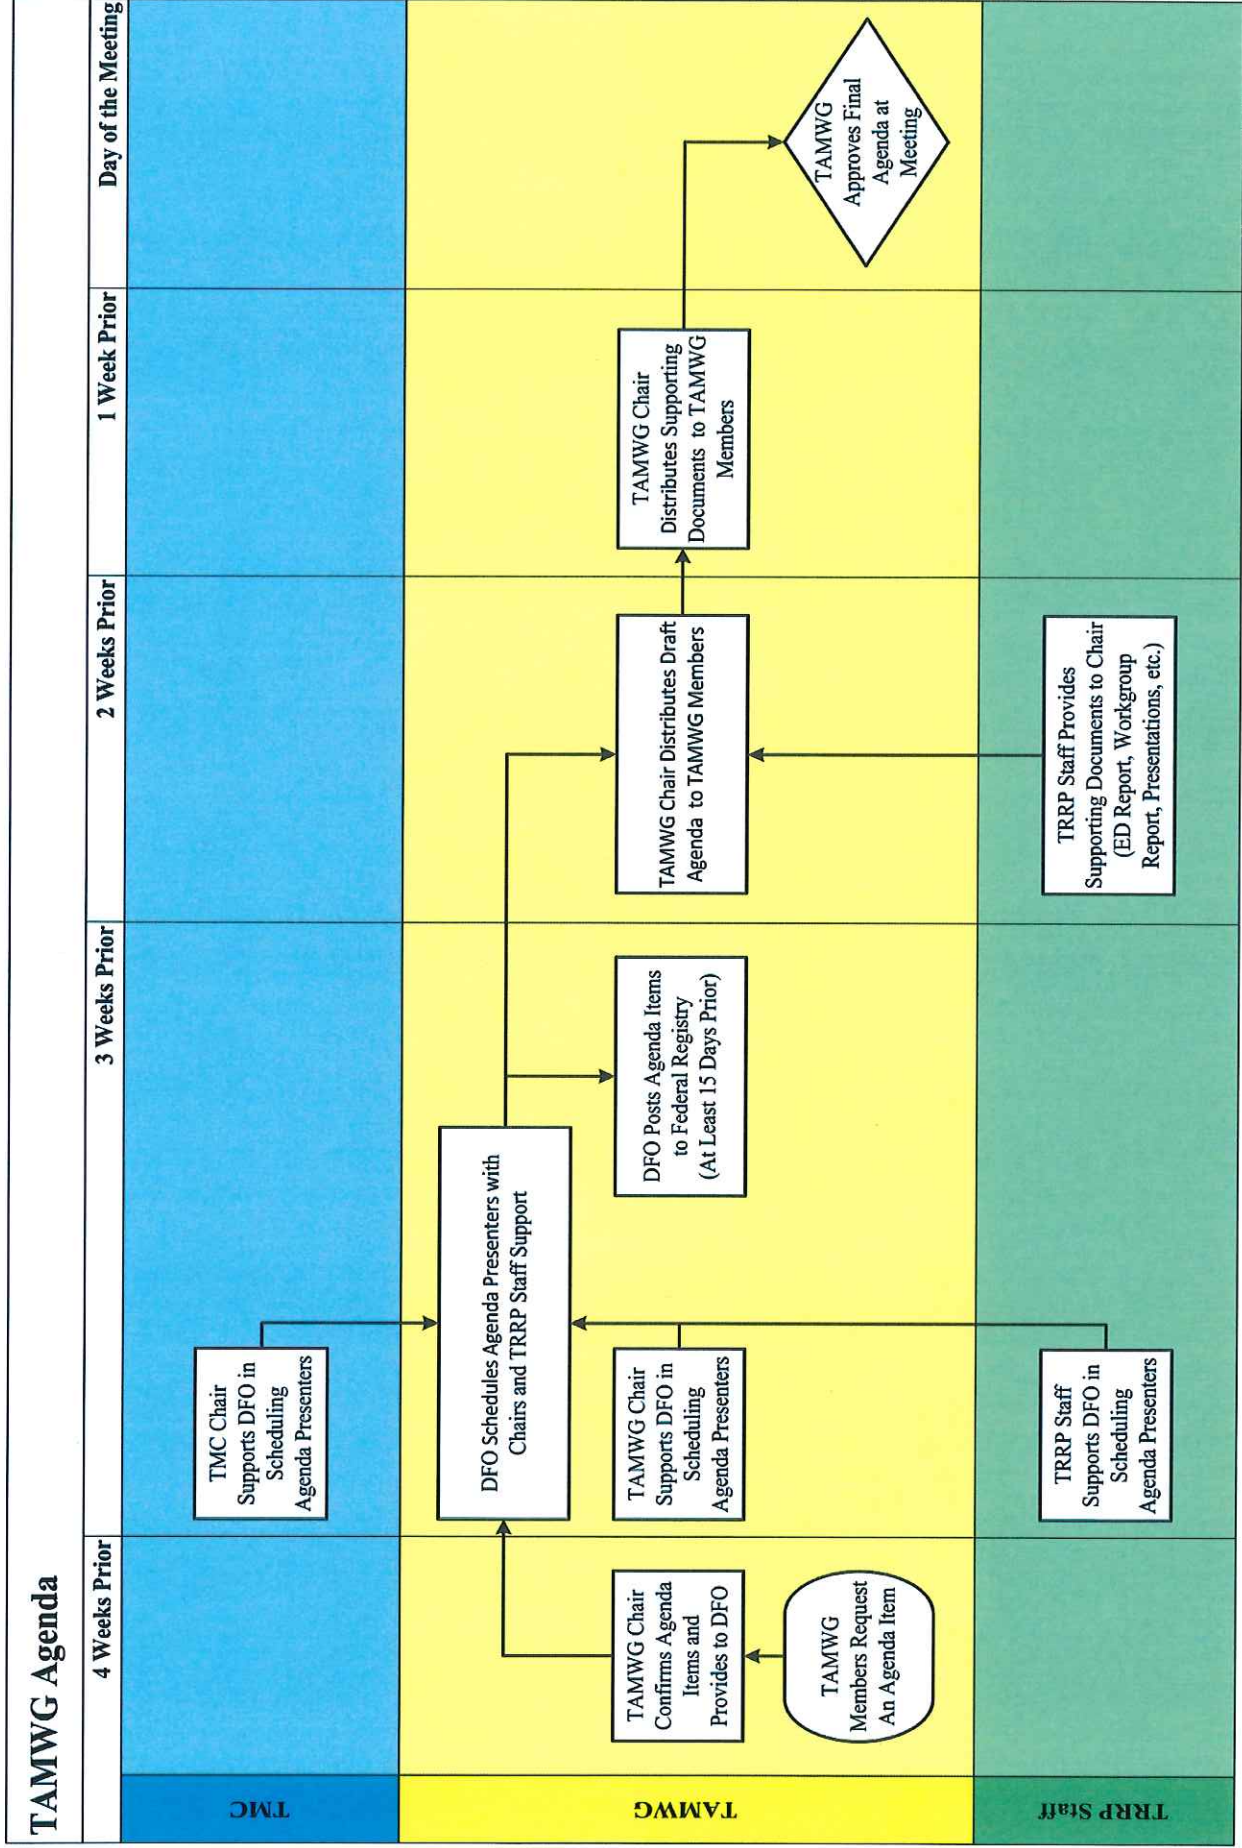 TAMWG Agenda
4 Weeks Prior
3 Weeks Prior
2 Weeks Prior
1 Week Prior
Day of the Meeting
TMC
TMC Chair
Supports DFO in
Scheduling
Agenda Presenters
TAMWG
DFO Schedules Agenda Presenters with
Chairs and TRRP Staff Support
TAMWG Chair
Confirms Agenda
Items and
Provides to DFO
TAMWG
Members Request
An Agenda Item
TAMWG Chair
Supports DFO in
Scheduling
Agenda Presenters
DFO Posts Agenda Items
to Federal Registry
(At Least 15 Days Prior)
TAMWG Chair Distributes Draft
Agenda to TAMWG Members
TAMWG Chair
Distributes Supporting
Documents to TAMWG
Members
TAMWG
Approves Final
Agenda at
Meeting
TRRP Staff
TRRP Staff
Supports DFO in
Scheduling
Agenda Presenters
TRRP Staff Provides
Supporting Documents to Chair
(ED Report, Workgroup
Report, Presentations, etc.)